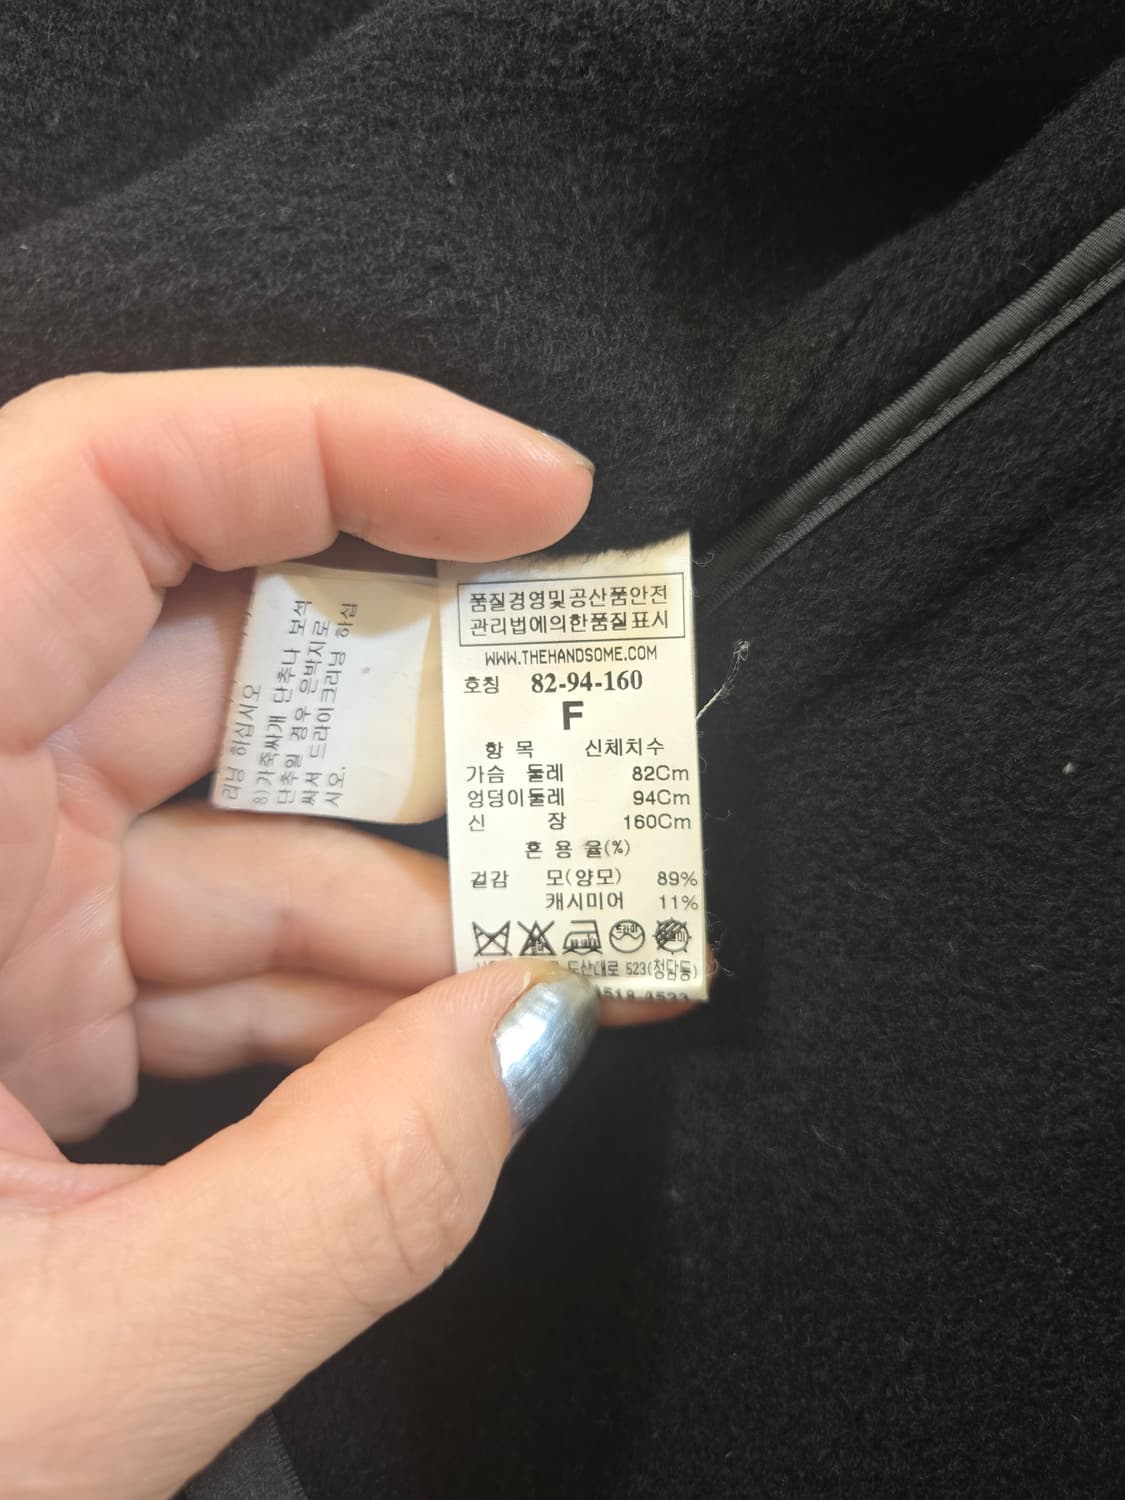 품질경영및공산품안전
관리법에의한품질표시
WWW.THEHANDSOME.COM
호칭 82-94-160
F
항 목 신체치수
가슴 둘레 82Cm
엉덩이둘레 94Cm
신 장 160Cm
혼 용 율(%)
겉감 모(양모) 89%
캐시미어 11%
드라이
도산대로 523(청담동)
리닝 하십시오
8)가죽싸개 단추나 보석
단추일 경우 은박지로
싸서 드라이크리닝 하십
시오.